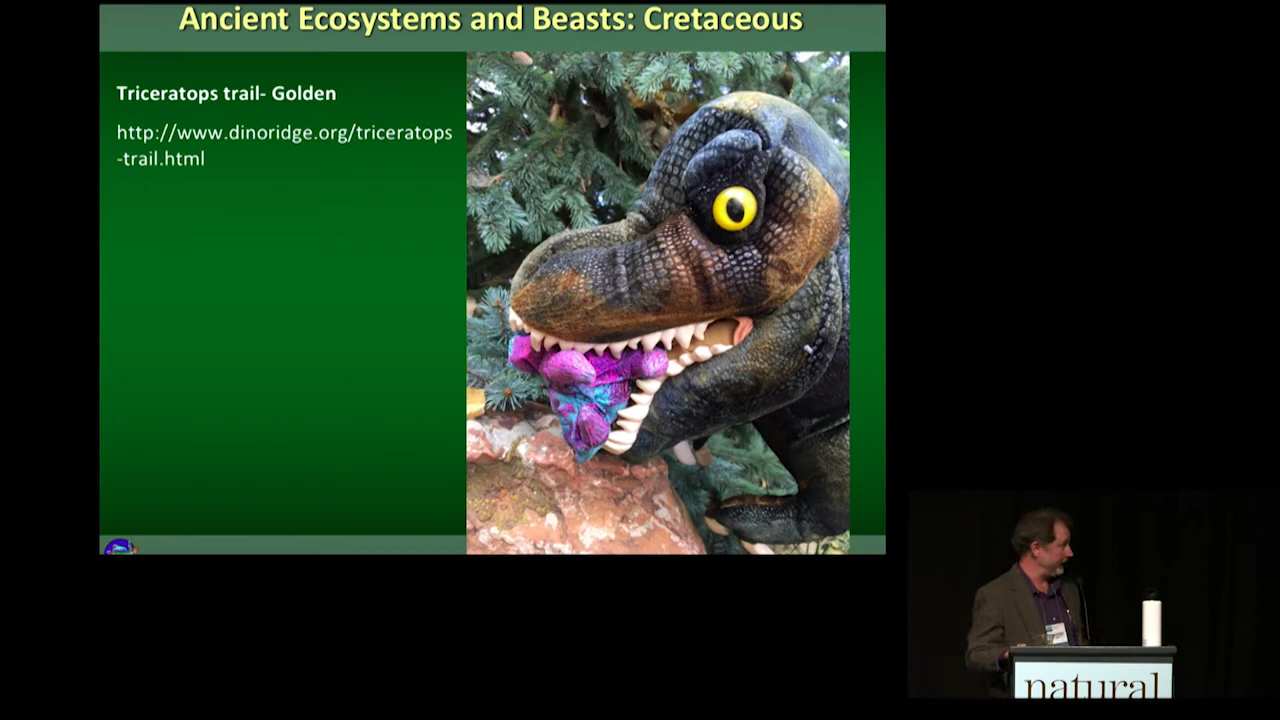 Ancient Ecosystems and Beasts: Cretaceous
Triceratops trail- Golden
http://www.dinoridge.org/triceratops
-trail.html
natural